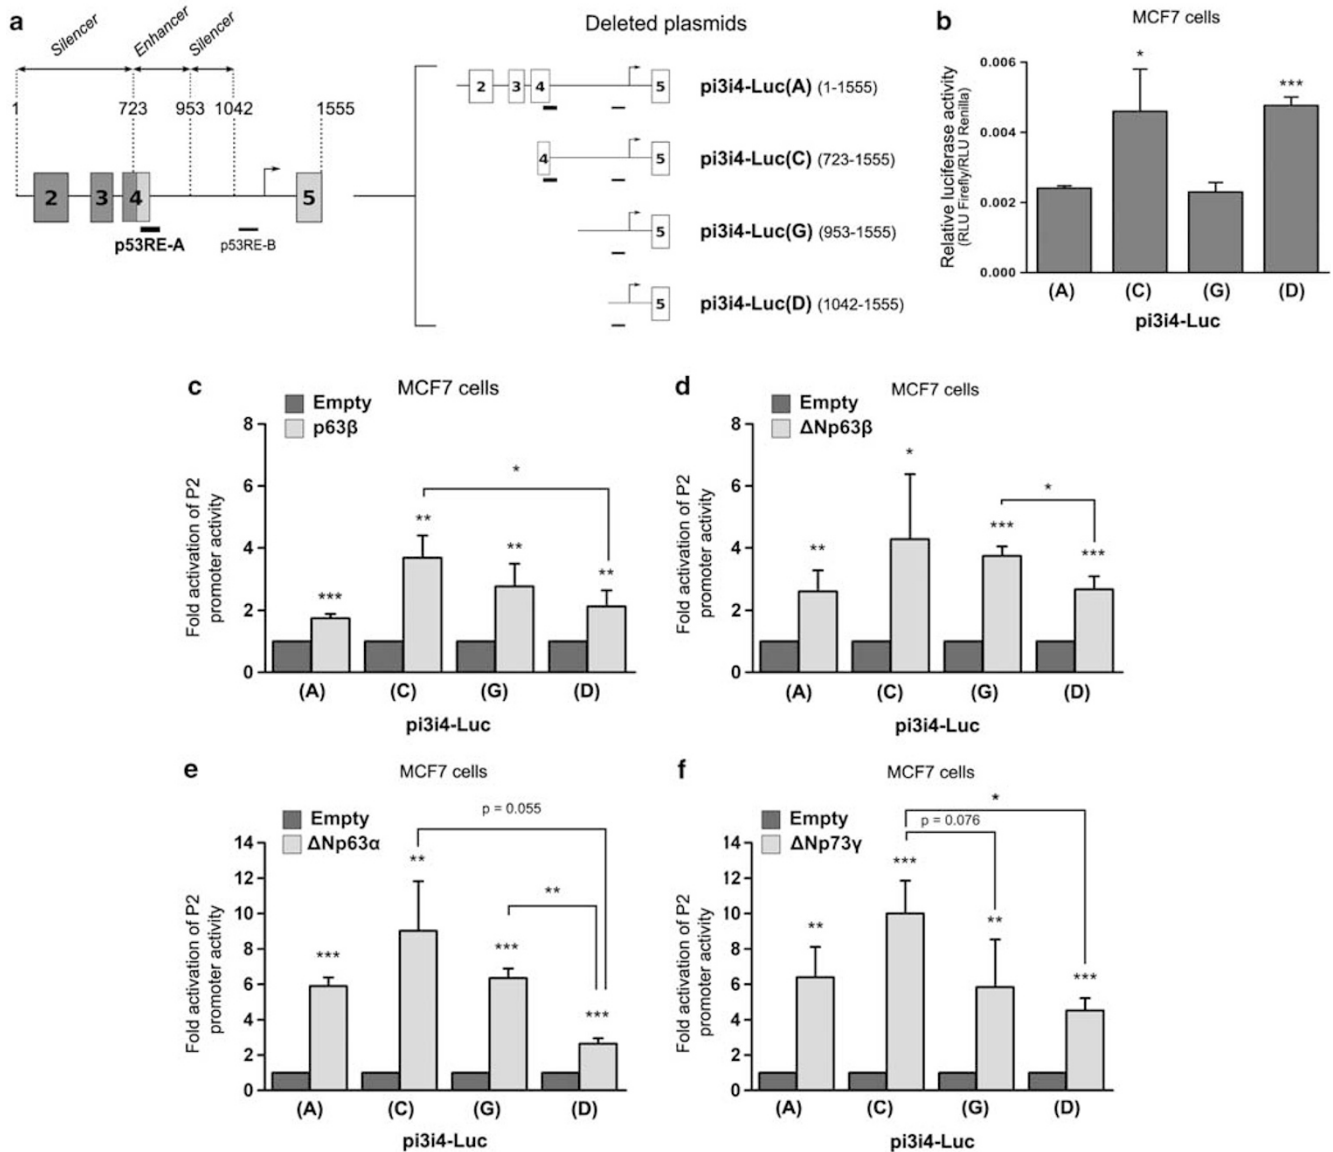 a
Silencer
Enhancer
Silencer
1
723
953
1042
1555
2
3
4
5
p53RE-A
p53RE-B
Deleted plasmids
2
3
4
5
pi3i4-Luc(A) (1-1555)
4
5
pi3i4-Luc(C) (723-1555)
5
pi3i4-Luc(G) (953-1555)
5
pi3i4-Luc(D) (1042-1555)
b
MCF7 cells
Relative luciferase activity
(RLU Firefly/RLU Renilla)
0.006
0.004
0.002
0.000
*
***
(A)
(C)
(G)
(D)
pi3i4-Luc
c
MCF7 cells
Empty
p63β
Fold activation of P2
promoter activity
8
6
4
2
0
*
***
**
**
**
(A)
(C)
(G)
(D)
pi3i4-Luc
d
MCF7 cells
Empty
ΔNp63β
Fold activation of P2
promoter activity
8
6
4
2
0
**
*
***
*
***
(A)
(C)
(G)
(D)
pi3i4-Luc
e
MCF7 cells
Empty
ΔNp63α
Fold activation of P2
promoter activity
14
12
10
8
6
4
2
0
p = 0.055
**
***
**
***
***
(A)
(C)
(G)
(D)
pi3i4-Luc
f
MCF7 cells
Empty
ΔNp73γ
Fold activation of P2
promoter activity
14
12
10
8
6
4
2
0
*
p = 0.076
**
***
**
***
(A)
(C)
(G)
(D)
pi3i4-Luc